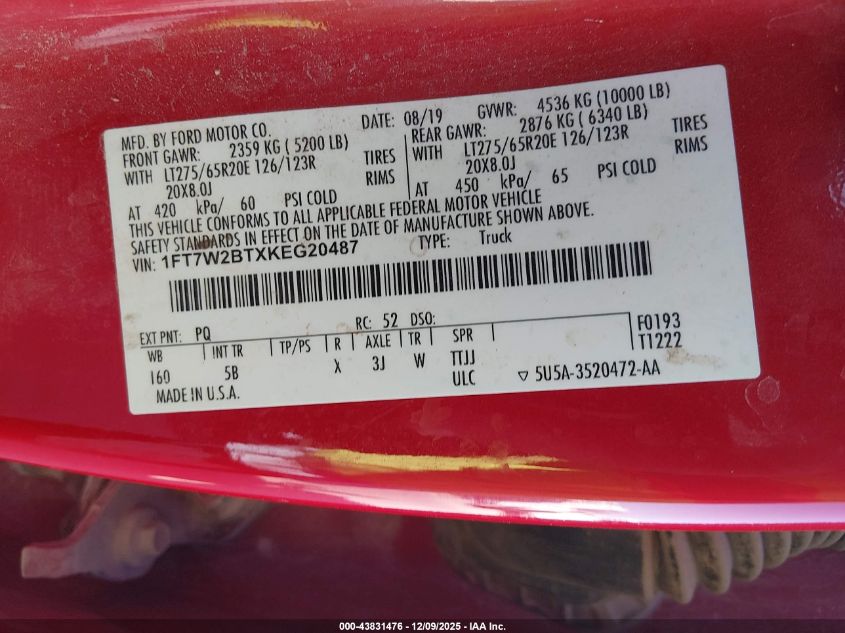 MFD. BY FORD MOTOR CO. DATE: 08/19 GVWR: 4536 KG (10000 LB)
FRONT GAWR: 2359 KG ( 5200 LB) REAR GAWR: 2876 KG ( 6340 LB)
WITH LT275/65R20E 126/123R TIRES WITH LT275/65R20E 126/123R TIRES
20X8.0J RIMS 20X8.0J RIMS
AT 420 kPa/ 60 PSI COLD AT 450 kPa/ 65 PSI COLD
THIS VEHICLE CONFORMS TO ALL APPLICABLE FEDERAL MOTOR VEHICLE
SAFETY STANDARDS IN EFFECT ON THE DATE OF MANUFACTURE SHOWN ABOVE.
VIN: 1FT7W2BTXKEG20487 TYPE: Truck
EXT PNT: PQ RC: 52 DSO: F0193
WB INT TR TP/PS R AXLE TR SPR T1222
160 5B X 3J W TTJJ
MADE IN U.S.A. ULC 5U5A-3520472-AA
000-43831476 - 12/09/2025 - IAA Inc.